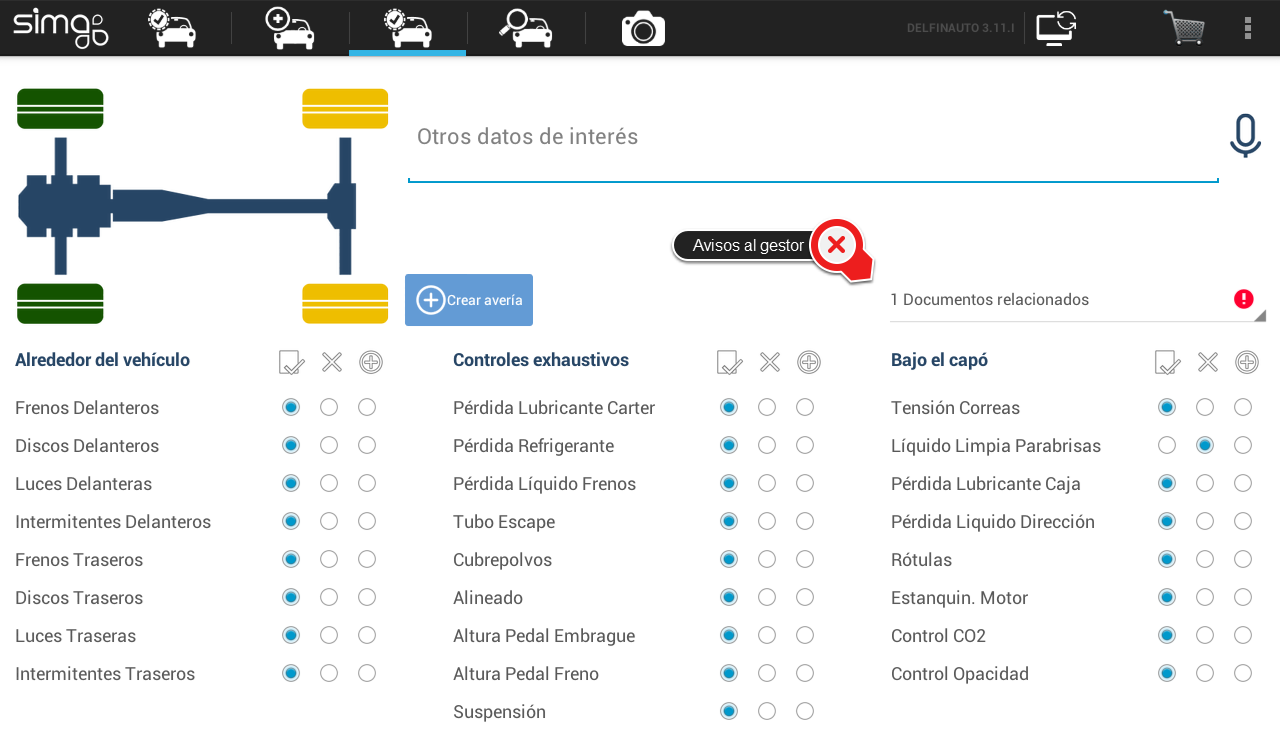 simagb
DELFINAUTO 3.11.I
Otros datos de interés
Avisos al gestor
Crear avería
1 Documentos relacionados
Alrededor del vehículo
Frenos Delanteros
Discos Delanteros
Luces Delanteras
Intermitentes Delanteros
Frenos Traseros
Discos Traseros
Luces Traseras
Intermitentes Traseros
Controles exhaustivos
Pérdida Lubricante Carter
Pérdida Refrigerante
Pérdida Líquido Frenos
Tubo Escape
Cubrepolvos
Alineado
Altura Pedal Embrague
Altura Pedal Freno
Suspensión
Bajo el capó
Tensión Correas
Líquido Limpia Parabrisas
Pérdida Lubricante Caja
Pérdida Liquido Dirección
Rótulas
Estanquin. Motor
Control CO2
Control Opacidad